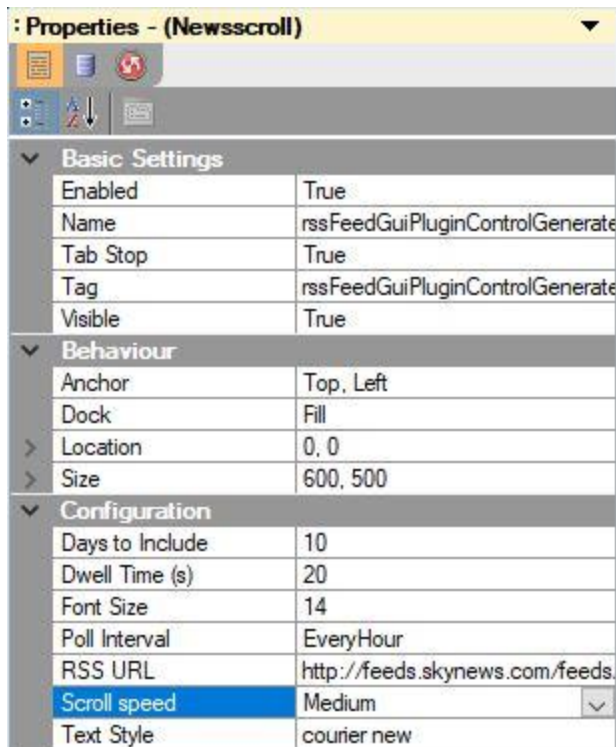 Properties - (Newsscroll)
Basic Settings
Enabled True
Name rssFeedGuiPluginControlGenerate
Tab Stop True
Tag rssFeedGuiPluginControlGenerate
Visible True
Behaviour
Anchor Top, Left
Dock Fill
Location 0, 0
Size 600, 500
Configuration
Days to Include 10
Dwell Time (s) 20
Font Size 14
Poll Interval EveryHour
RSS URL http://feeds.skynews.com/feeds.
Scroll speed Medium
Text Style courier new